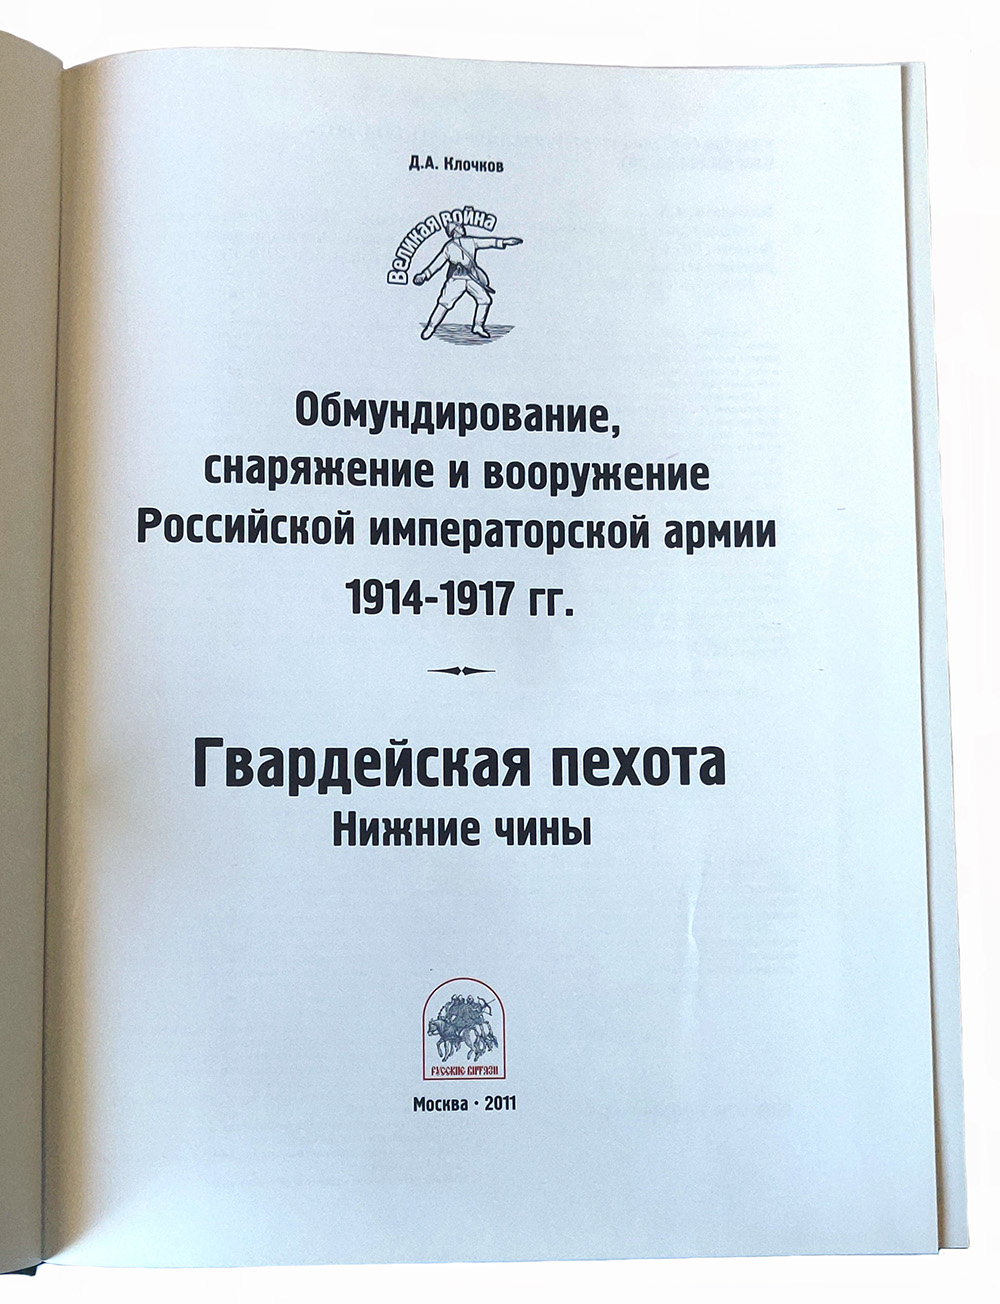 Д.А. Клочков
Великая война
Обмундирование,
снаряжение и вооружение
Российской императорской армии
1914-1917 гг.
Гвардейская пехота
Нижние чины
РУССКИЕ ВИТЯЗИ
Москва • 2011